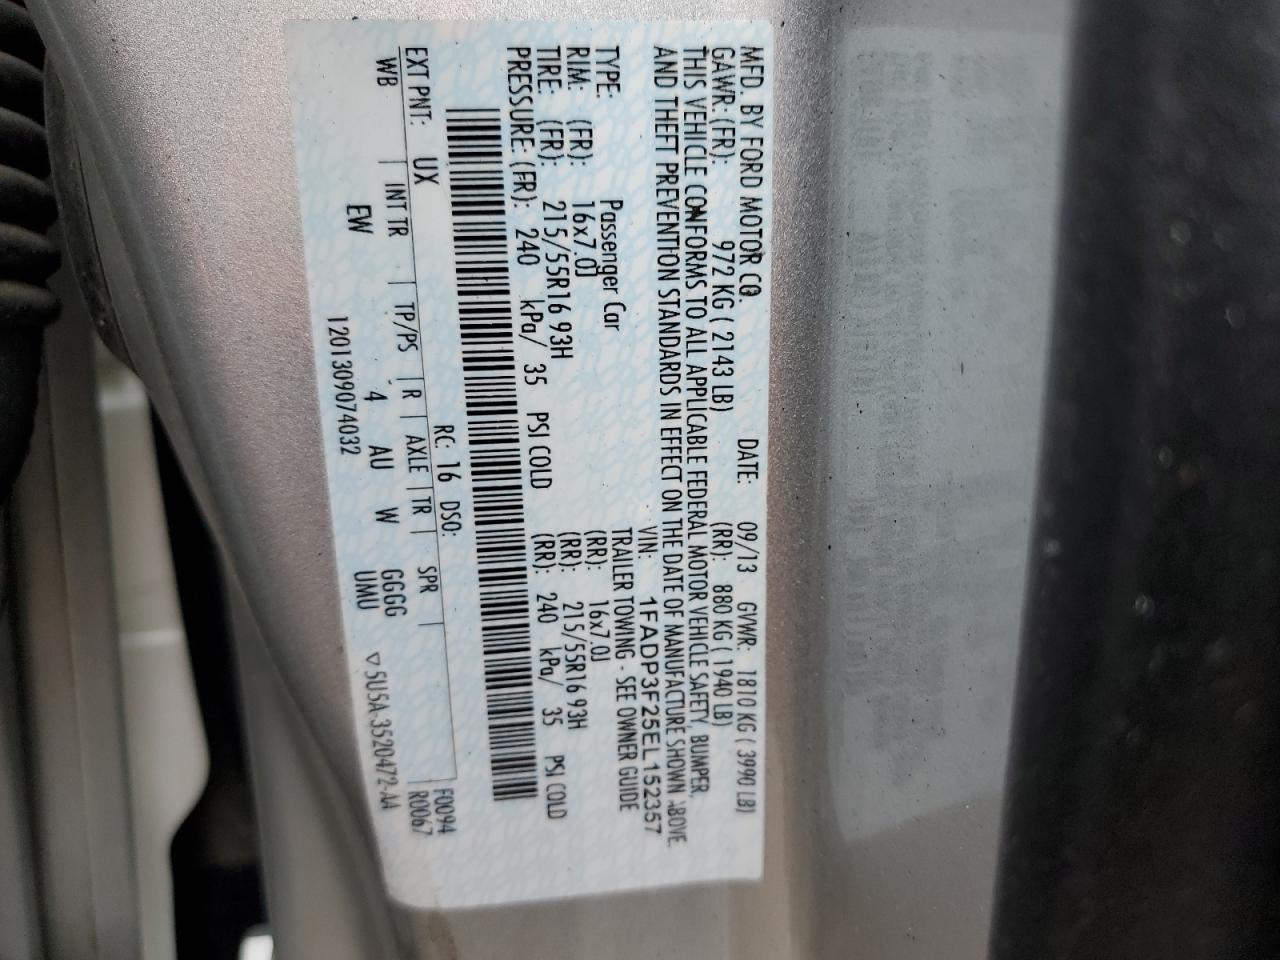 MFD. BY FORD MOTOR CO.
DATE: 09/13 GVWR: 1810 KG ( 3990 LB)
GAWR: (FR): 972 KG ( 2143 LB) (RR): 880 KG ( 1940 LB)
THIS VEHICLE CONFORMS TO ALL APPLICABLE FEDERAL MOTOR VEHICLE SAFETY, BUMPER,
AND THEFT PREVENTION STANDARDS IN EFFECT ON THE DATE OF MANUFACTURE SHOWN ABOVE.
VIN: 1FADP3F25EL152357
TYPE: Passenger Car TRAILER TOWING - SEE OWNER GUIDE
RIM: (FR): 16x7.0J (RR): 16x7.0J
TIRE: (FR): 215/55R16 93H (RR): 215/55R16 93H
PRESSURE: (FR): 240 kPa/ 35 PSI COLD (RR): 240 kPa/ 35 PSI COLD
EXT PNT: UX RC: 16 DSO: F0094
WB INT TR TP/PS R AXLE TR SPR R0067
EW 4 AU W GGGG
UMU
1201309074032 ▽5U5A-3520472-AA